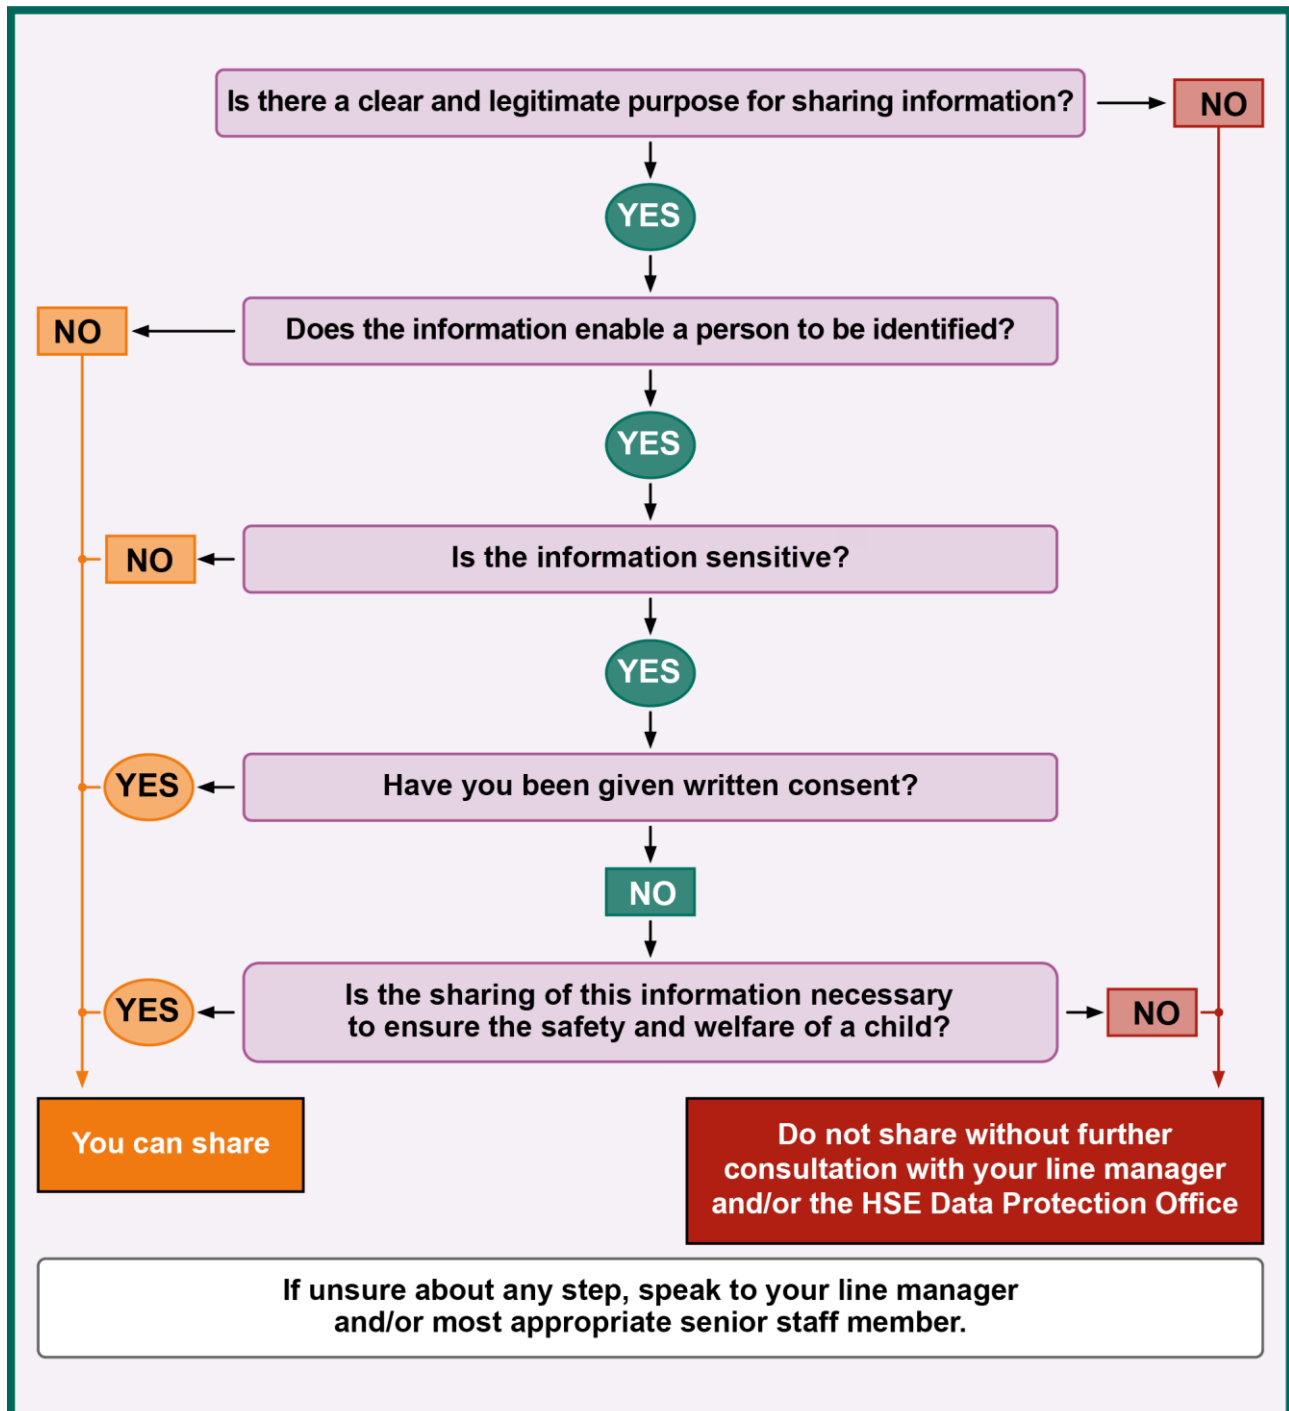 Is there a clear and legitimate purpose for sharing information?
NO
YES
NO
Does the information enable a person to be identified?
YES
NO
Is the information sensitive?
YES
YES
Have you been given written consent?
NO
YES
Is the sharing of this information necessary
to ensure the safety and welfare of a child?
NO
You can share
Do not share without further
consultation with your line manager
and/or the HSE Data Protection Office
If unsure about any step, speak to your line manager
and/or most appropriate senior staff member.